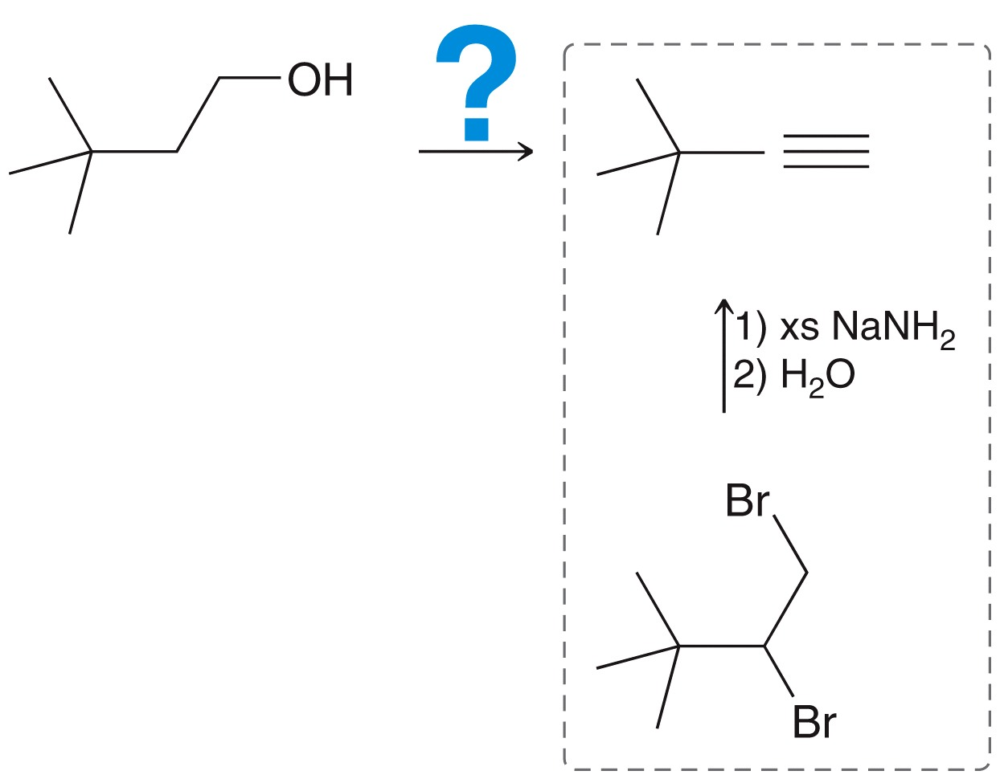 OH
?
1) xs NaNH₂
2) H₂O
Br
Br